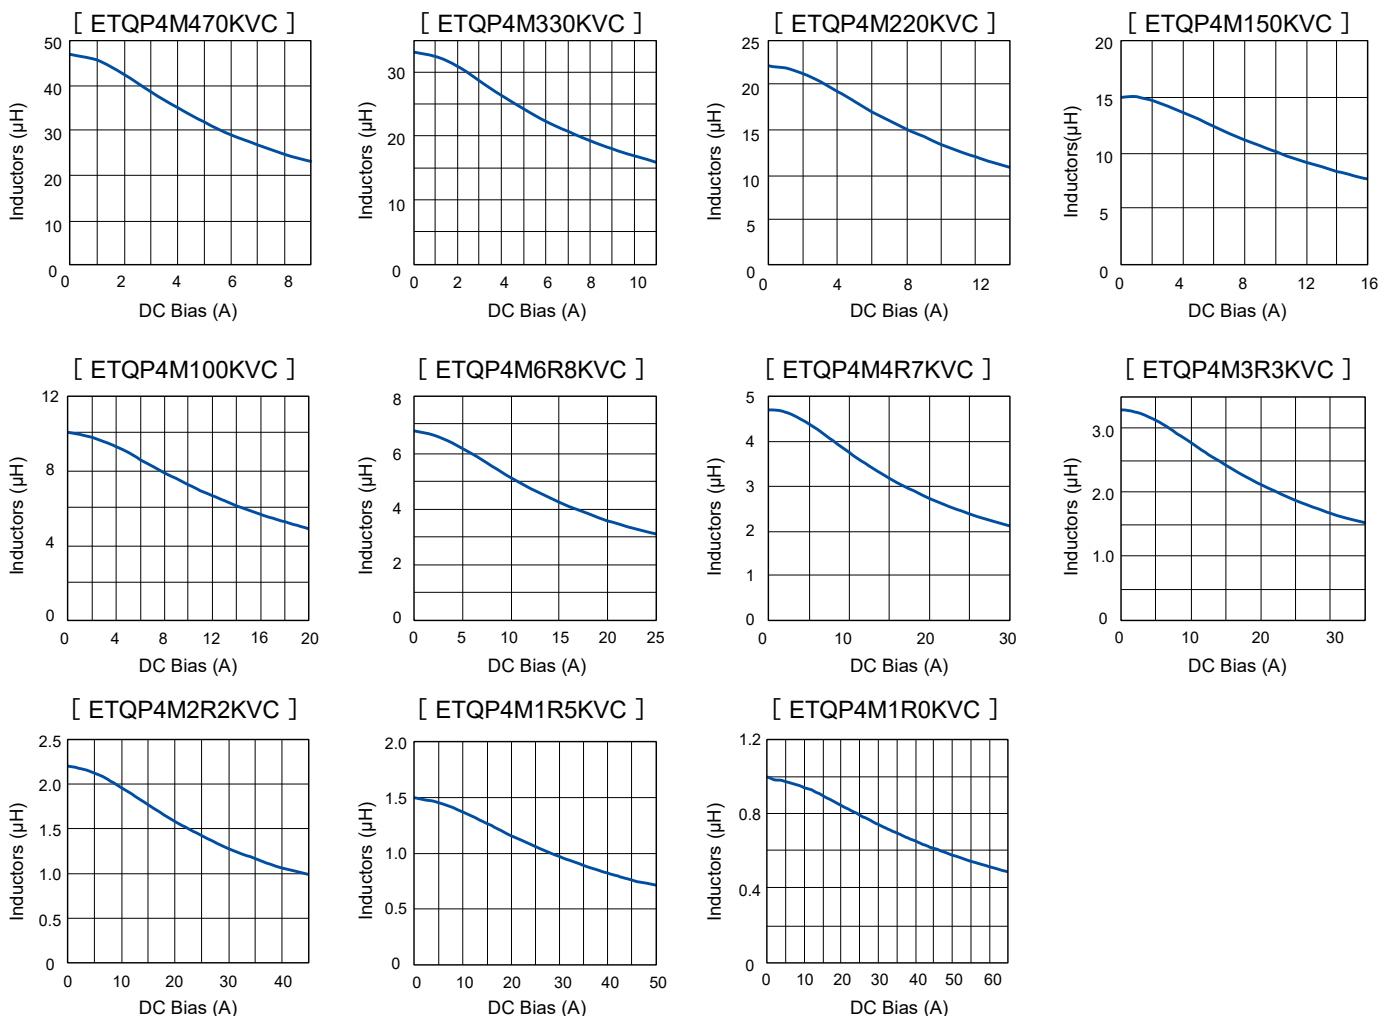 [ ETQP4M470KVC ]
50
40
30
20
10
0
0 2 4 6 8
Inductors (µH)
DC Bias (A)
[ ETQP4M330KVC ]
30
20
10
0
0 2 4 6 8 10
Inductors (µH)
DC Bias (A)
[ ETQP4M220KVC ]
25
20
15
10
5
0
0 4 8 12
Inductors (µH)
DC Bias (A)
[ ETQP4M150KVC ]
20
15
10
5
0
0 4 8 12 16
Inductors(µH)
DC Bias (A)
[ ETQP4M100KVC ]
12
8
4
0
0 4 8 12 16 20
Inductors (µH)
DC Bias (A)
[ ETQP4M6R8KVC ]
8
6
4
2
0
0 5 10 15 20 25
Inductors (µH)
DC Bias (A)
[ ETQP4M4R7KVC ]
5
4
3
2
1
0
0 10 20 30
Inductors (µH)
DC Bias (A)
[ ETQP4M3R3KVC ]
3.0
2.0
1.0
0
0 10 20 30
Inductors (µH)
DC Bias (A)
[ ETQP4M2R2KVC ]
2.5
2.0
1.5
1.0
0.5
0
0 10 20 30 40
Inductors (µH)
DC Bias (A)
[ ETQP4M1R5KVC ]
2.0
1.5
1.0
0.5
0
0 10 20 30 40 50
Inductors (µH)
DC Bias (A)
[ ETQP4M1R0KVC ]
1.2
0.8
0.4
0
0 10 20 30 40 50 60
Inductors (µH)
DC Bias (A)